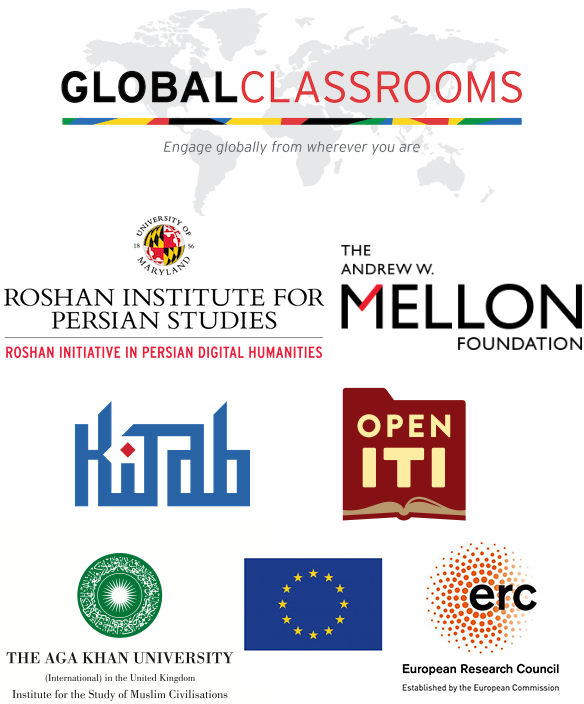 GLOBALCLASSROOMS
Engage globally from wherever you are
UNIVERSITY OF
18 56
MARYLAND
ROSHAN INSTITUTE FOR
PERSIAN STUDIES
ROSHAN INITIATIVE IN PERSIAN DIGITAL HUMANITIES
THE
ANDREW W.
MELLON
FOUNDATION
KiTab
OPEN
ITI
THE AGA KHAN UNIVERSITY
(International) in the United Kingdom
Institute for the Study of Muslim Civilisations
erc
European Research Council
Established by the European Commission